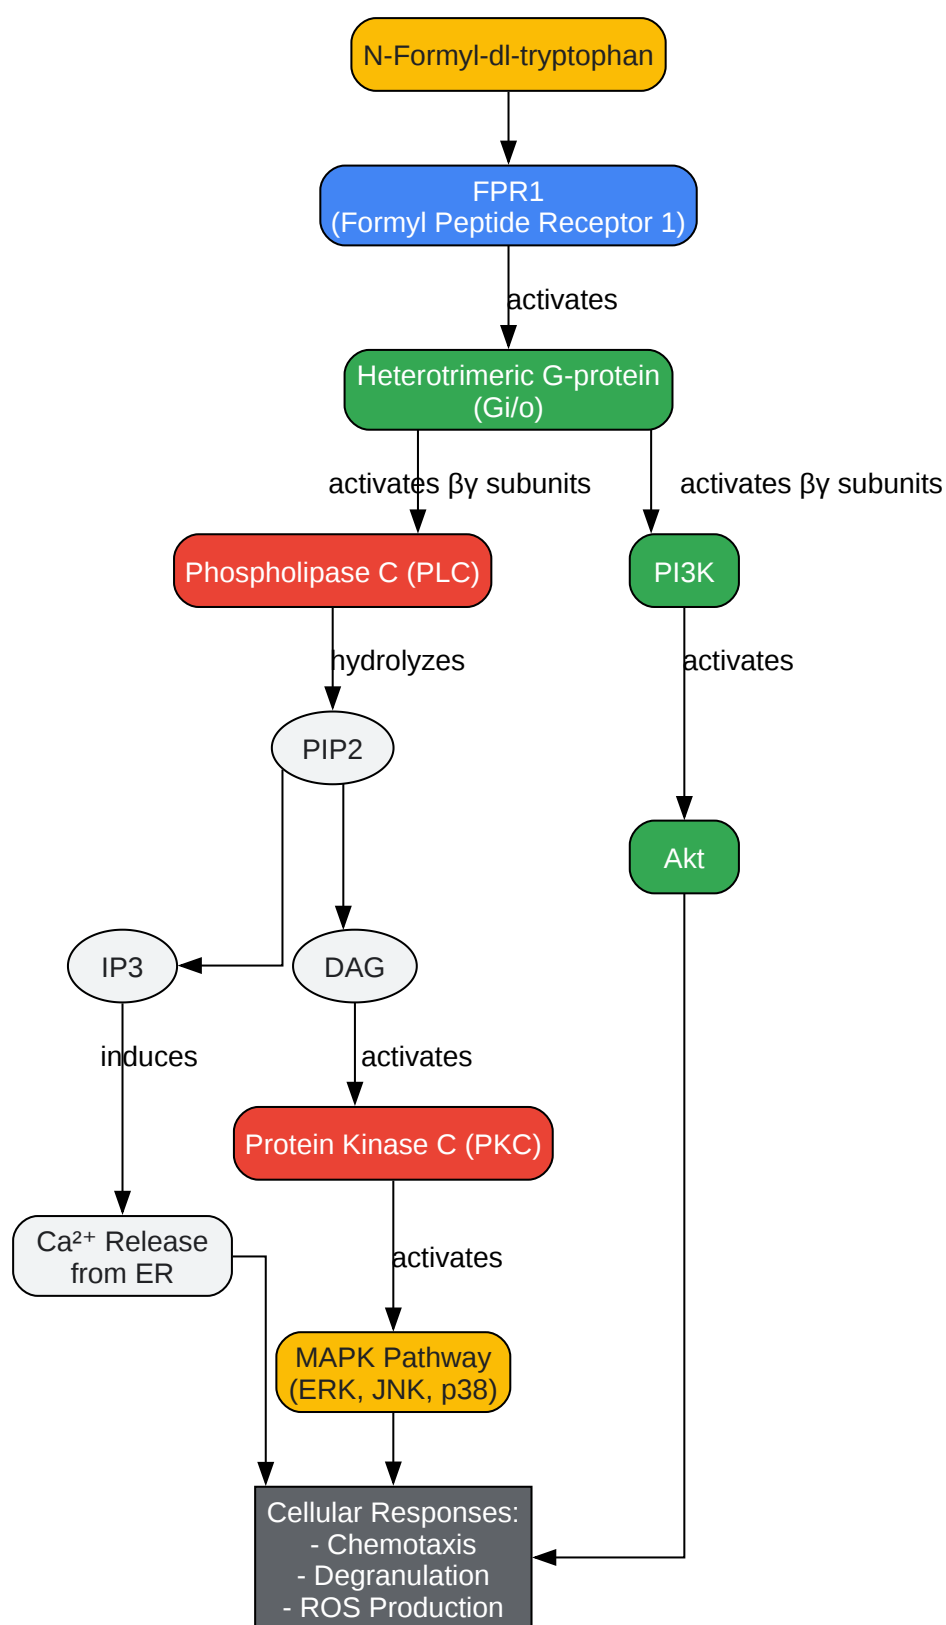 N-Formyl-dl-tryptophan
FPR1
(Formyl Peptide Receptor 1)
activates
Heterotrimeric G-protein
(Gi/o)
activates βγ subunits
activates βγ subunits
Phospholipase C (PLC)
PI3K
hydrolyzes
activates
PIP2
Akt
IP3
DAG
induces
activates
Protein Kinase C (PKC)
Ca²⁺ Release
from ER
activates
MAPK Pathway
(ERK, JNK, p38)
Cellular Responses:
- Chemotaxis
- Degranulation
- ROS Production